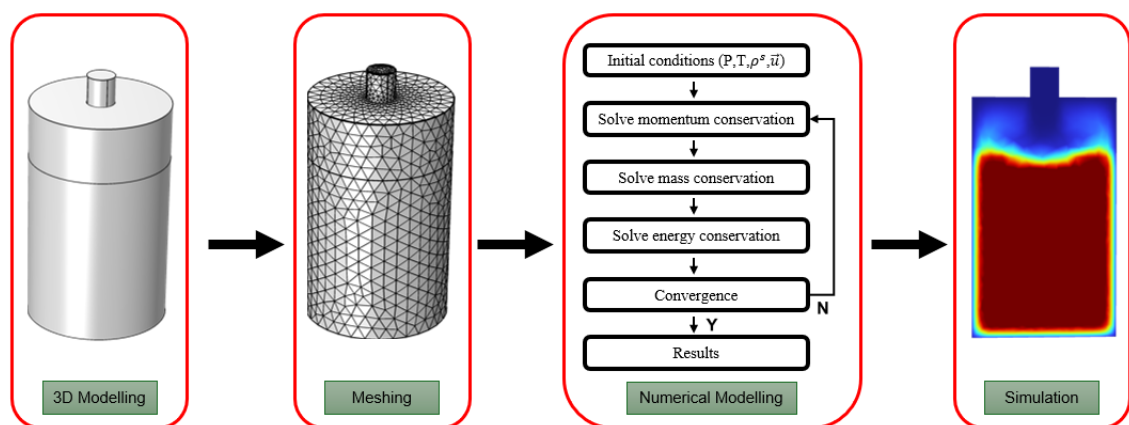 Initial conditions (P,T,ρˢ,u⃗)
Solve momentum conservation
Solve mass conservation
Solve energy conservation
Convergence
N
Y
Results
3D Modelling
Meshing
Numerical Modelling
Simulation